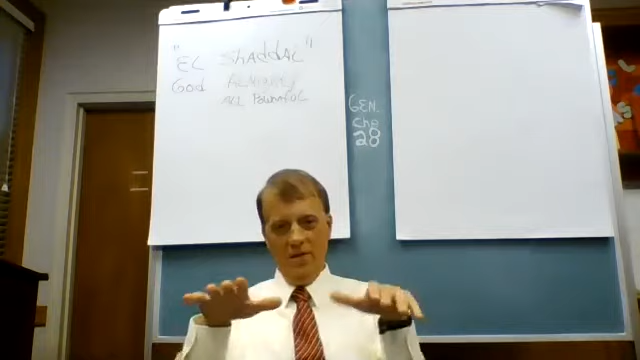 "EL Shaddai"
God Almighty
ALL Powerful
GEN.
Chp
28